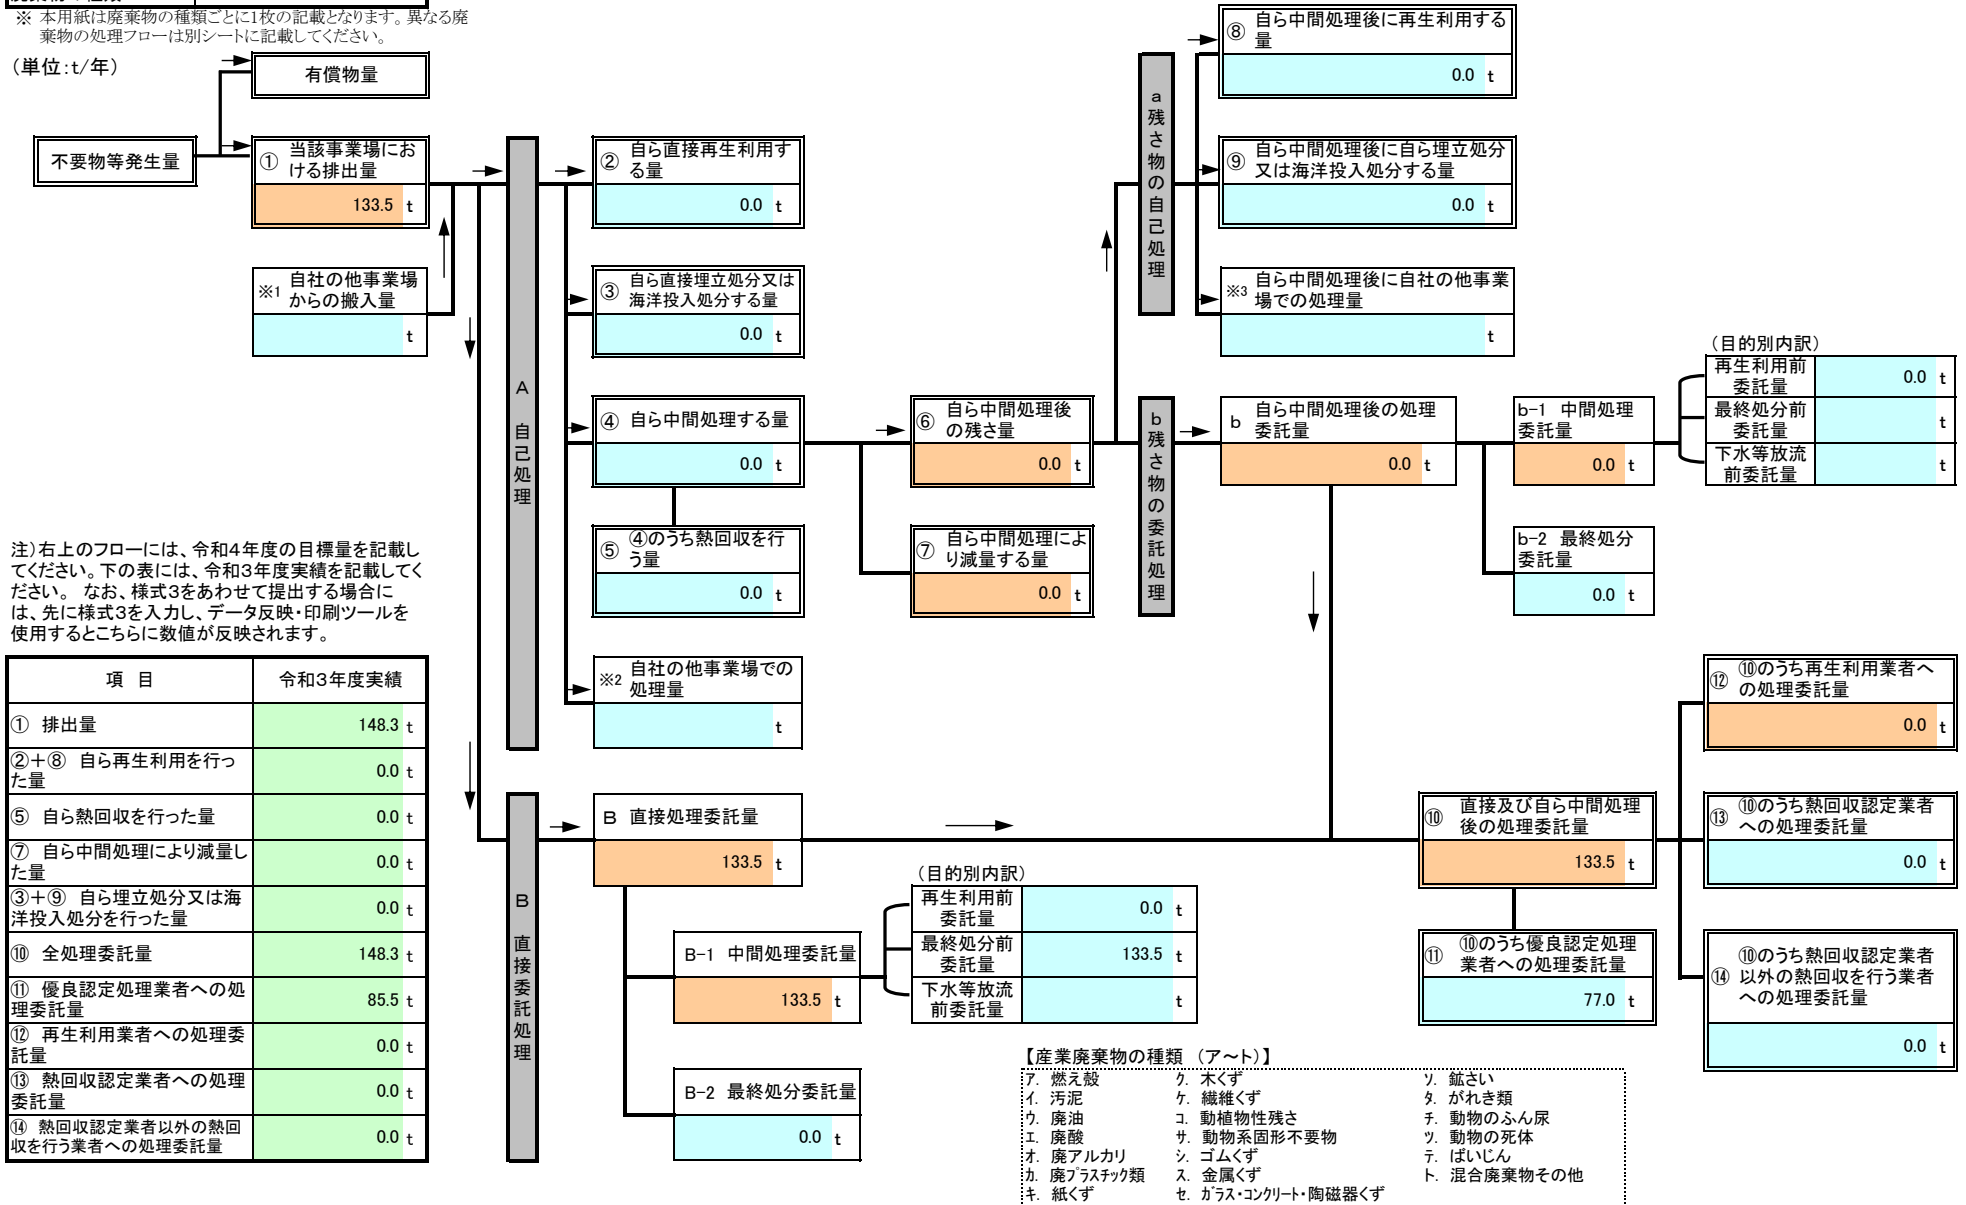 ※ 本用紙は廃棄物の種類ごとに1枚の記載となります。異なる廃
棄物の処理フローは別シートに記載してください。
(単位:t/年)
有償物量
不要物等発生量
① 当該事業場にお
ける排出量
133.5 t
※1 自社の他事業場
からの搬入量
t
A 自己処理
② 自ら直接再生利用す
る量
0.0 t
③ 自ら直接埋立処分又は
海洋投入処分する量
0.0 t
④ 自ら中間処理する量
0.0 t
⑤ ④のうち熱回収を行
う量
0.0 t
※2 自社の他事業場での
処理量
t
⑥ 自ら中間処理後
の残さ量
0.0 t
⑦ 自ら中間処理によ
り減量する量
0.0 t
a残さ物の自己処理
⑧ 自ら中間処理後に再生利用する
量
0.0 t
⑨ 自ら中間処理後に自ら埋立処分
又は海洋投入処分する量
0.0 t
※3 自ら中間処理後に自社の他事業
場での処理量
t
b残さ物の委託処理
b 自ら中間処理後の処理
委託量
0.0 t
b-1 中間処理
委託量
0.0 t
b-2 最終処分
委託量
0.0 t
(目的別内訳)
再生利用前
委託量
0.0 t
最終処分前
委託量
t
下水等放流
前委託量
t
注)右上のフローには、令和4年度の目標量を記載し
てください。下の表には、令和3年度実績を記載してく
ださい。 なお、様式3をあわせて提出する場合に
は、先に様式3を入力し、データ反映・印刷ツールを
使用するとこちらに数値が反映されます。
項 目 令和3年度実績
① 排出量 148.3 t
②+⑧ 自ら再生利用を行っ
た量 0.0 t
⑤ 自ら熱回収を行った量 0.0 t
⑦ 自ら中間処理により減量し
た量 0.0 t
③+⑨ 自ら埋立処分又は海
洋投入処分を行った量 0.0 t
⑩ 全処理委託量 148.3 t
⑪ 優良認定処理業者への処
理委託量 85.5 t
⑫ 再生利用業者への処理委
託量 0.0 t
⑬ 熱回収認定業者への処理
委託量 0.0 t
⑭ 熱回収認定業者以外の熱回
収を行う業者への処理委託量 0.0 t
B 直接委託処理
B 直接処理委託量
133.5 t
B-1 中間処理委託量
133.5 t
B-2 最終処分委託量
0.0 t
(目的別内訳)
再生利用前
委託量
0.0 t
最終処分前
委託量
133.5 t
下水等放流
前委託量
t
⑩ 直接及び自ら中間処理
後の処理委託量
133.5 t
⑪ ⑩のうち優良認定処理
業者への処理委託量
77.0 t
⑫ ⑩のうち再生利用業者へ
の処理委託量
0.0 t
⑬ ⑩のうち熱回収認定業者
への処理委託量
0.0 t
⑭ ⑩のうち熱回収認定業者
以外の熱回収を行う業者
への処理委託量
0.0 t
【産業廃棄物の種類 (ア~ト)】
ア. 燃え殻 ク. 木くず ソ. 鉱さい
イ. 汚泥 ケ. 繊維くず タ. がれき類
ウ. 廃油 コ. 動植物性残さ チ. 動物のふん尿
エ. 廃酸 サ. 動物系固形不要物 ツ. 動物の死体
オ. 廃アルカリ シ. ゴムくず テ. ばいじん
カ. 廃プラスチック類 ス. 金属くず ト. 混合廃棄物その他
キ. 紙くず セ. ガラス・コンクリート・陶磁器くず